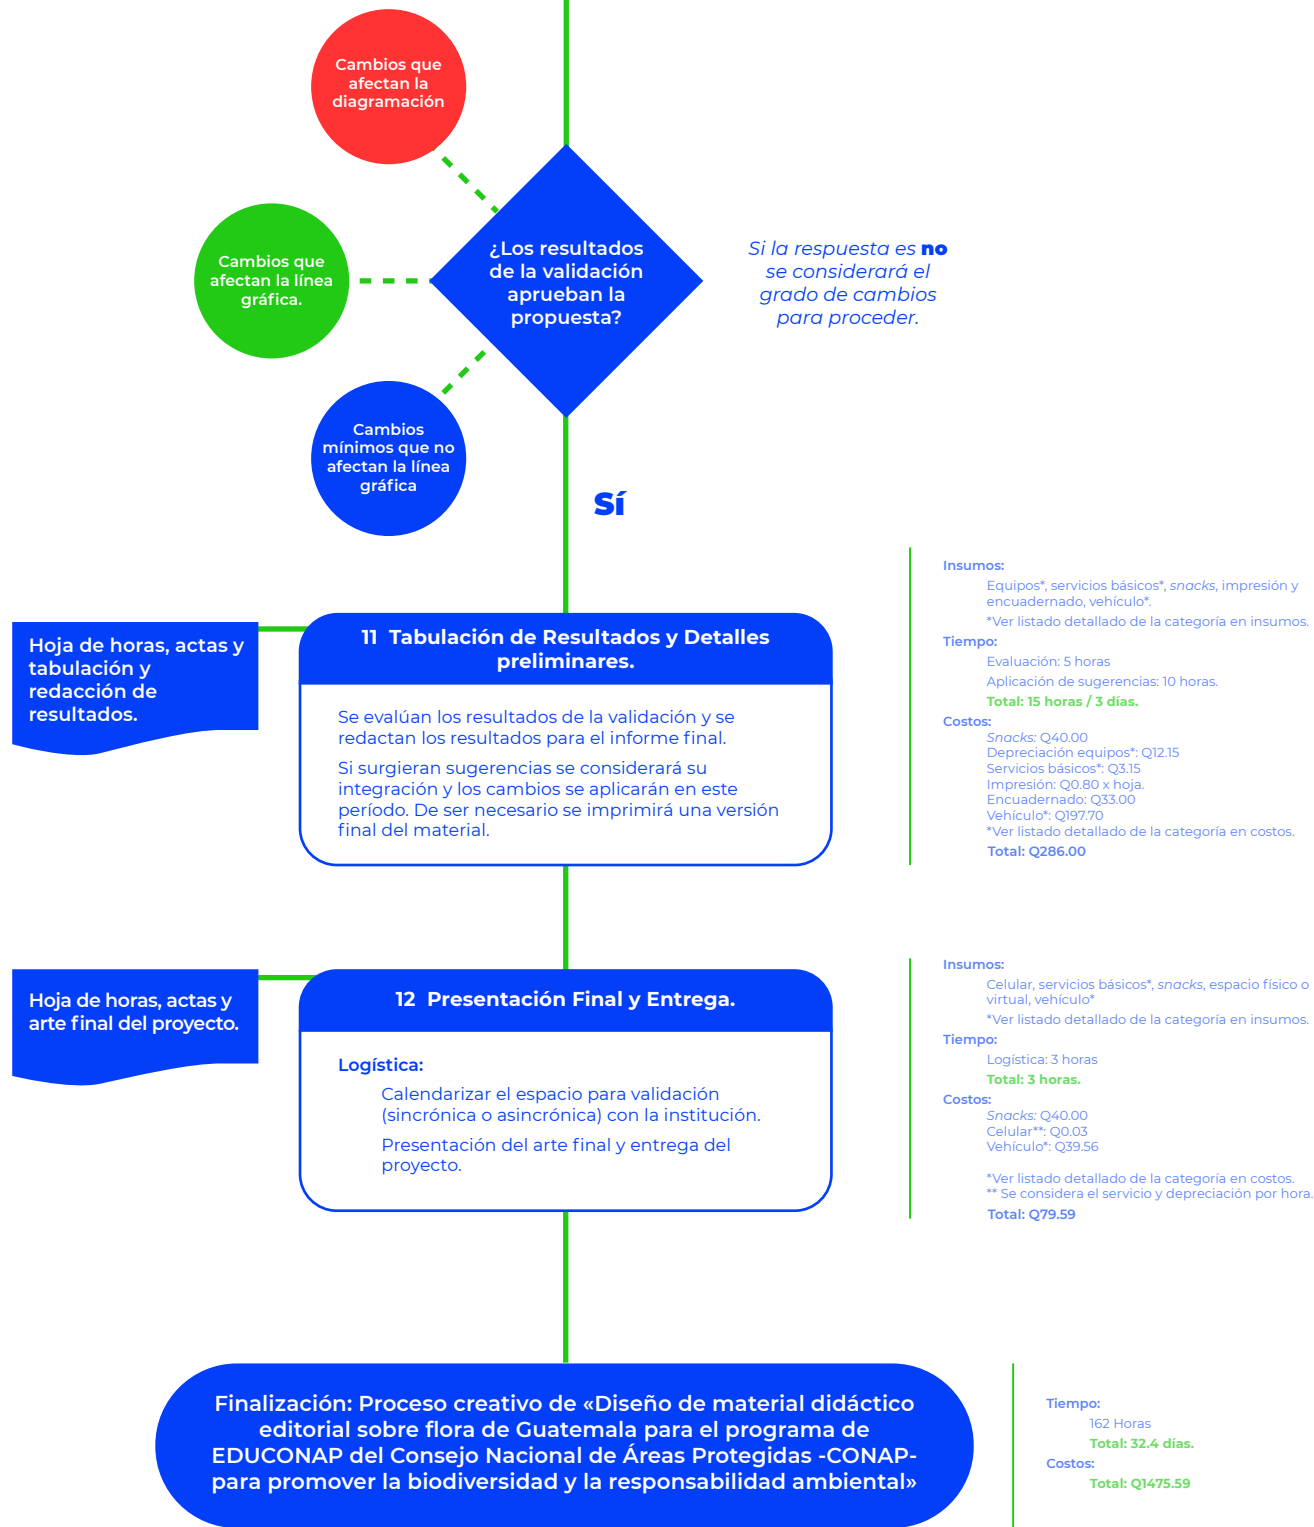 Cambios que
afectan la
diagramación
Cambios que
afectan la línea
gráfica.
¿Los resultados
de la validación
aprueban la
propuesta?
Si la respuesta es no
se considerará el
grado de cambios
para proceder.
Cambios
mínimos que no
afectan la línea
gráfica
Sí
Hoja de horas, actas y
tabulación y
redacción de
resultados.
11 Tabulación de Resultados y Detalles
preliminares.
Se evalúan los resultados de la validación y se
redactan los resultados para el informe final.
Si surgieran sugerencias se considerará su
integración y los cambios se aplicarán en este
período. De ser necesario se imprimirá una versión
final del material.
Insumos:
Equipos*, servicios básicos*, snacks, impresión y
encuadernado, vehículo*.
*Ver listado detallado de la categoría en insumos.
Tiempo:
Evaluación: 5 horas
Aplicación de sugerencias: 10 horas.
Total: 15 horas / 3 días.
Costos:
Snacks: Q40.00
Depreciación equipos*: Q12.15
Servicios básicos*: Q3.15
Impresión: Q0.80 x hoja.
Encuadernado: Q33.00
Vehículo*: Q197.70
*Ver listado detallado de la categoría en costos.
Total: Q286.00
Hoja de horas, actas y
arte final del proyecto.
12 Presentación Final y Entrega.
Logística:
Calendarizar el espacio para validación
(sincrónica o asincrónica) con la institución.
Presentación del arte final y entrega del
proyecto.
Insumos:
Celular, servicios básicos*, snacks, espacio físico o
virtual, vehículo*
*Ver listado detallado de la categoría en insumos.
Tiempo:
Logística: 3 horas
Total: 3 horas.
Costos:
Snacks: Q40.00
Celular**: Q0.03
Vehículo*: Q39.56
*Ver listado detallado de la categoría en costos.
** Se considera el servicio y depreciación por hora.
Total: Q79.59
Finalización: Proceso creativo de «Diseño de material didáctico
editorial sobre flora de Guatemala para el programa de
EDUCONAP del Consejo Nacional de Áreas Protegidas -CONAP-
para promover la biodiversidad y la responsabilidad ambiental»
Tiempo:
162 Horas
Total: 32.4 días.
Costos:
Total: Q1475.59